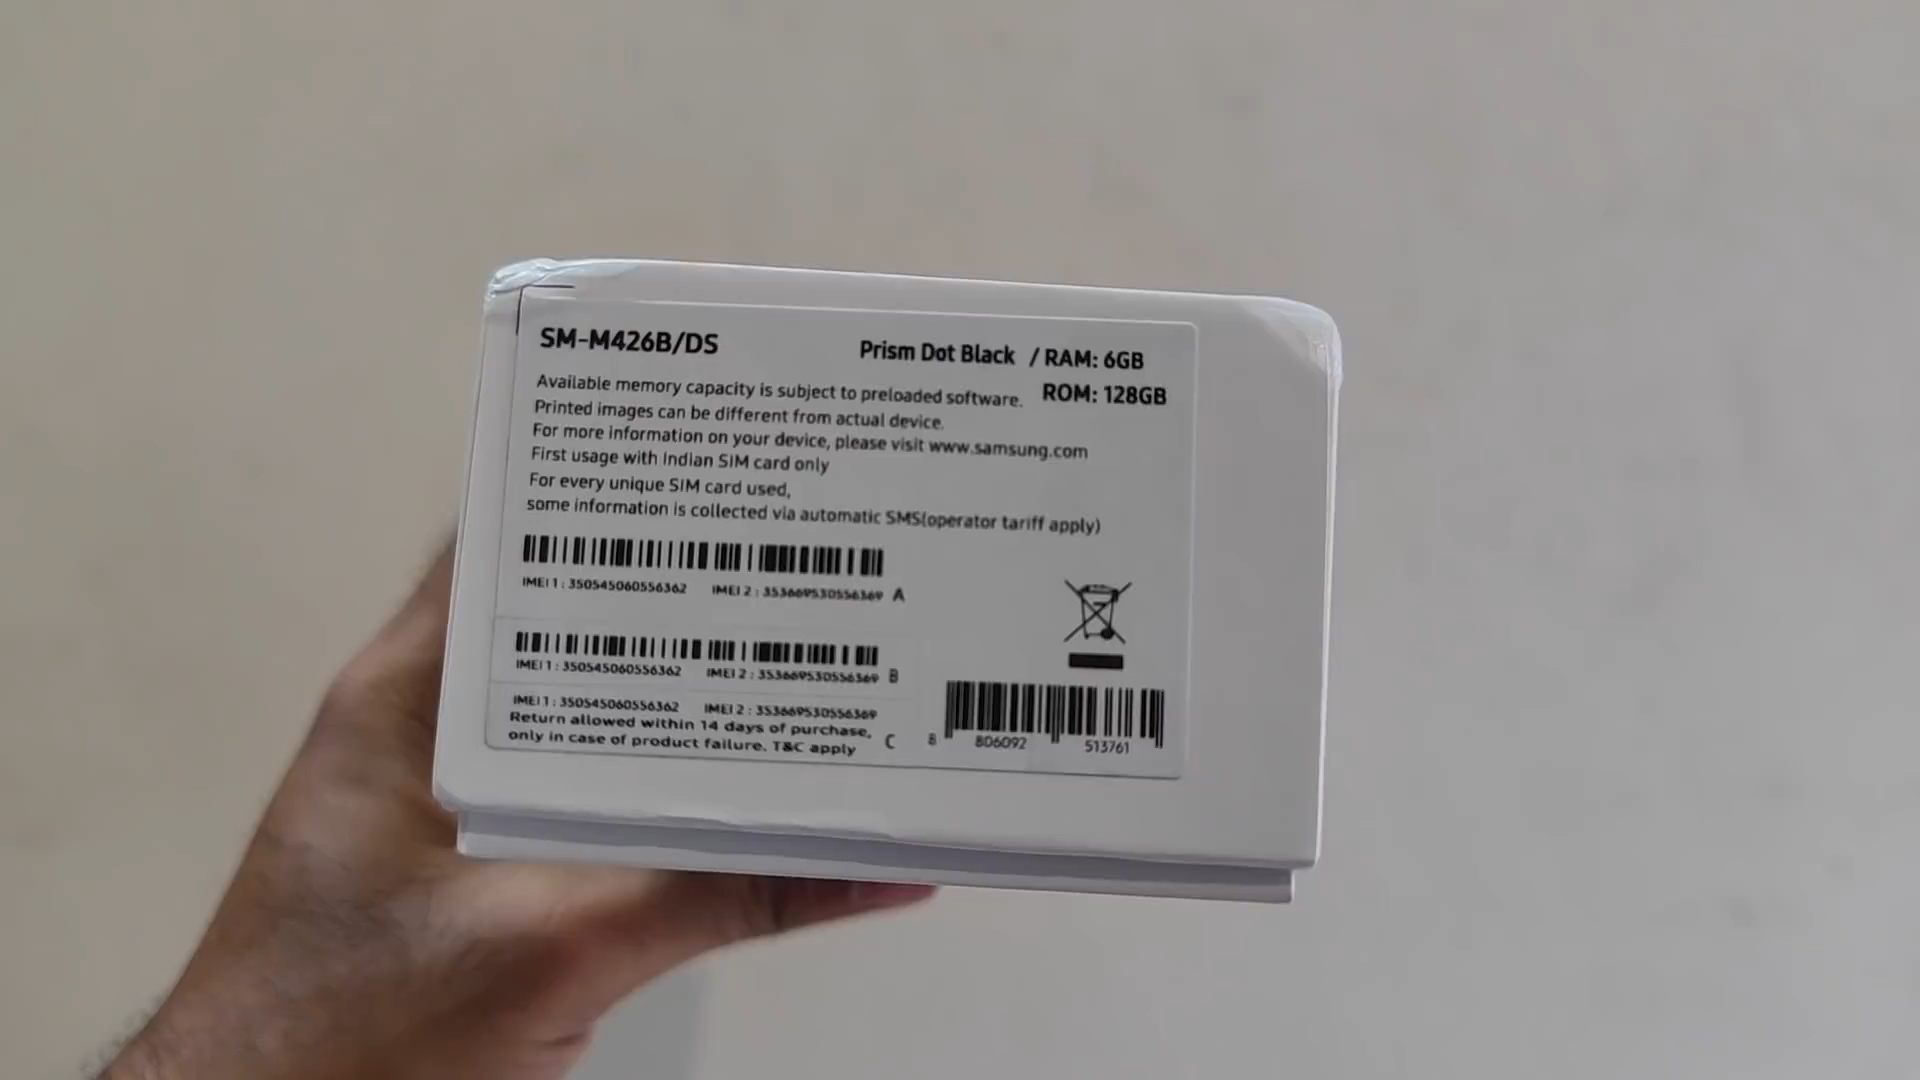 SM-M426B/DS
Prism Dot Black / RAM: 6GB
ROM: 128GB
Available memory capacity is subject to preloaded software.
Printed images can be different from actual device.
For more information on your device, please visit www.samsung.com
First usage with Indian SIM card only
For every unique SIM card used,
some information is collected via automatic SMS(operator tariff apply)
IMEI 1 : 350545060556362 IMEI 2 : 353669530556369 A
IMEI 1 : 350545060556362 IMEI 2 : 353669530556369 B
IMEI 1 : 350545060556362 IMEI 2 : 353669530556369
Return allowed within 14 days of purchase,
only in case of product failure. T&C apply C
8 806092 513761